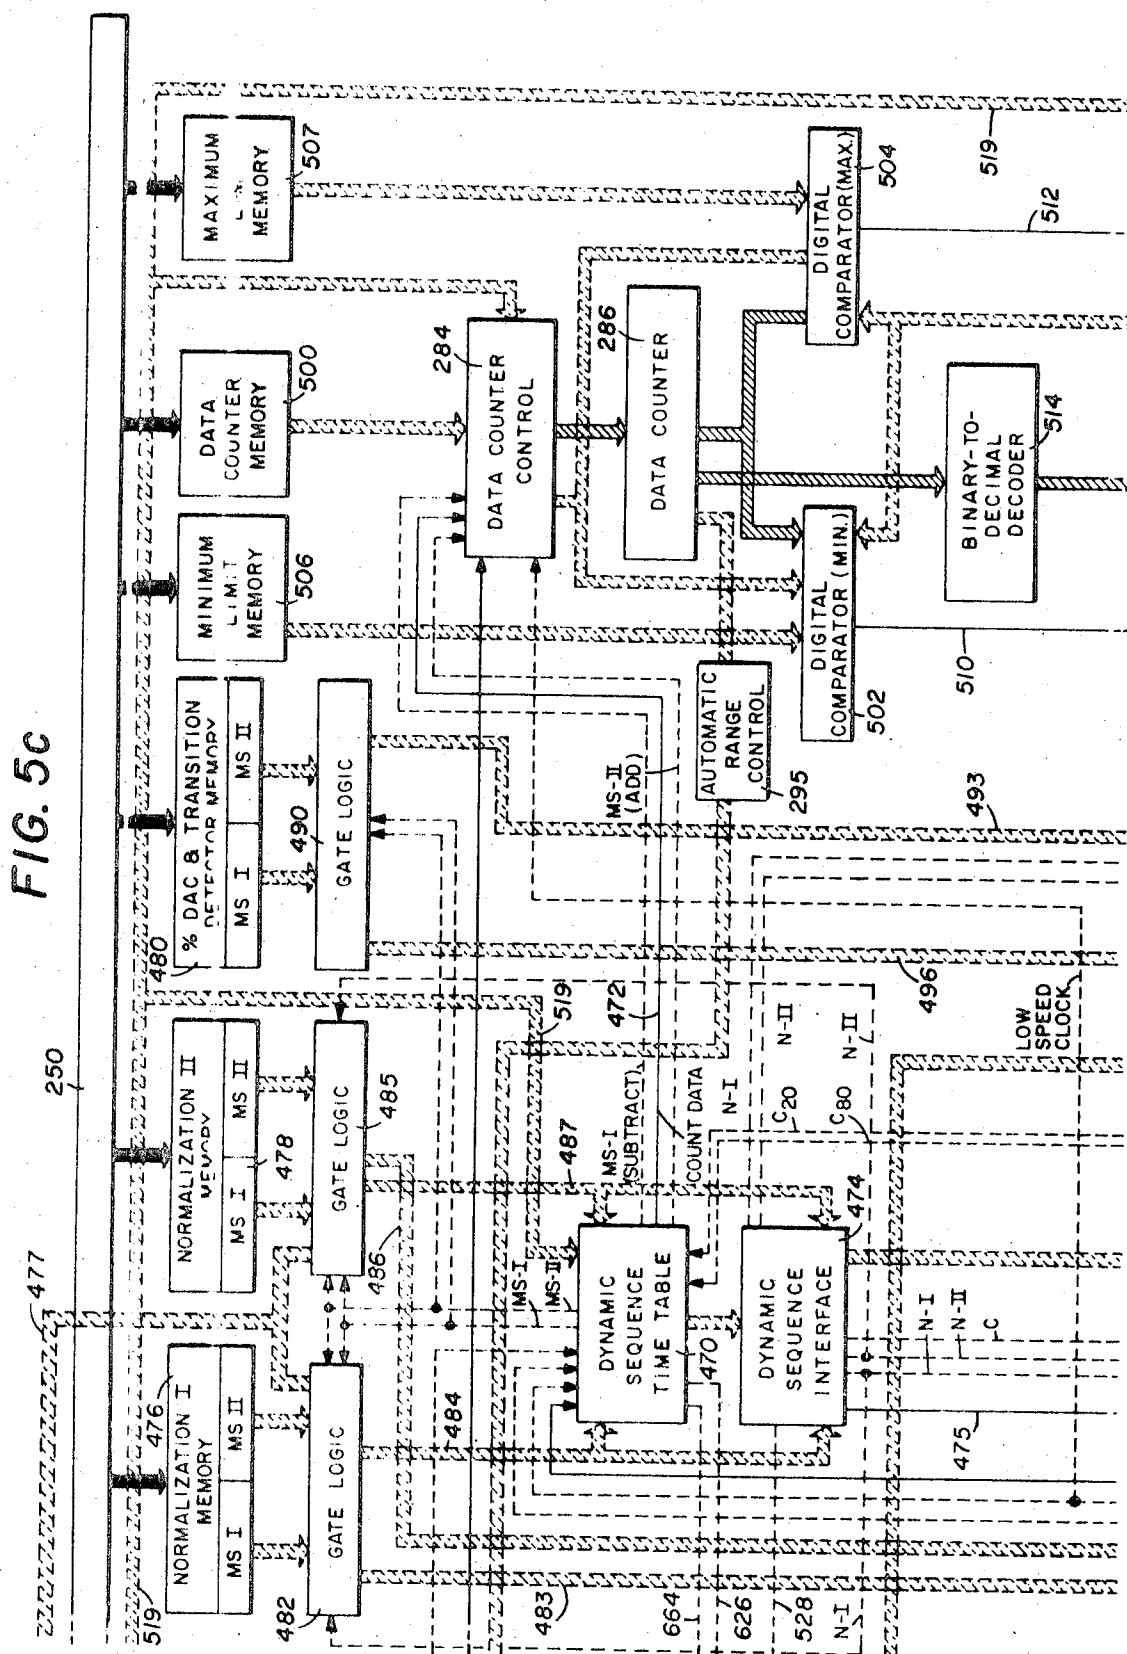 FIG. 5c
250
477
519
NORMALIZATION I
MEMORY
476
MS I
MS II
NORMALIZATION II
MEMORY
MS I
MS II
478
480
% DAC & TRANSITION
DETECTOR MEMORY
MS I
MS II
MINIMUM
LIMIT
MEMORY
506
DATA
COUNTER
MEMORY
500
MAXIMUM
MEMORY
507
482
GATE LOGIC
GATE LOGIC
485
490
GATE LOGIC
484
486
487
519
483
MS-I
MS-II
DYNAMIC
SEQUENCE
TIME TABLE
470
MS-I
(SUBTRACT)
472
COUNT DATA
MS-II
(ADD)
N-I
N-II
C20
C80
N-II
DATA COUNTER
CONTROL
284
DATA COUNTER
286
AUTOMATIC
RANGE
CONTROL
295
DYNAMIC
SEQUENCE
INTERFACE
474
DIGITAL
COMPARATOR (MIN.)
502
DIGITAL
COMPARATOR (MAX.)
504
BINARY-TO-
DECIMAL
DECODER
514
664
626
528
N-I
475
N-I
N-II
C
LOW
SPEED
CLOCK
496
493
510
512
519